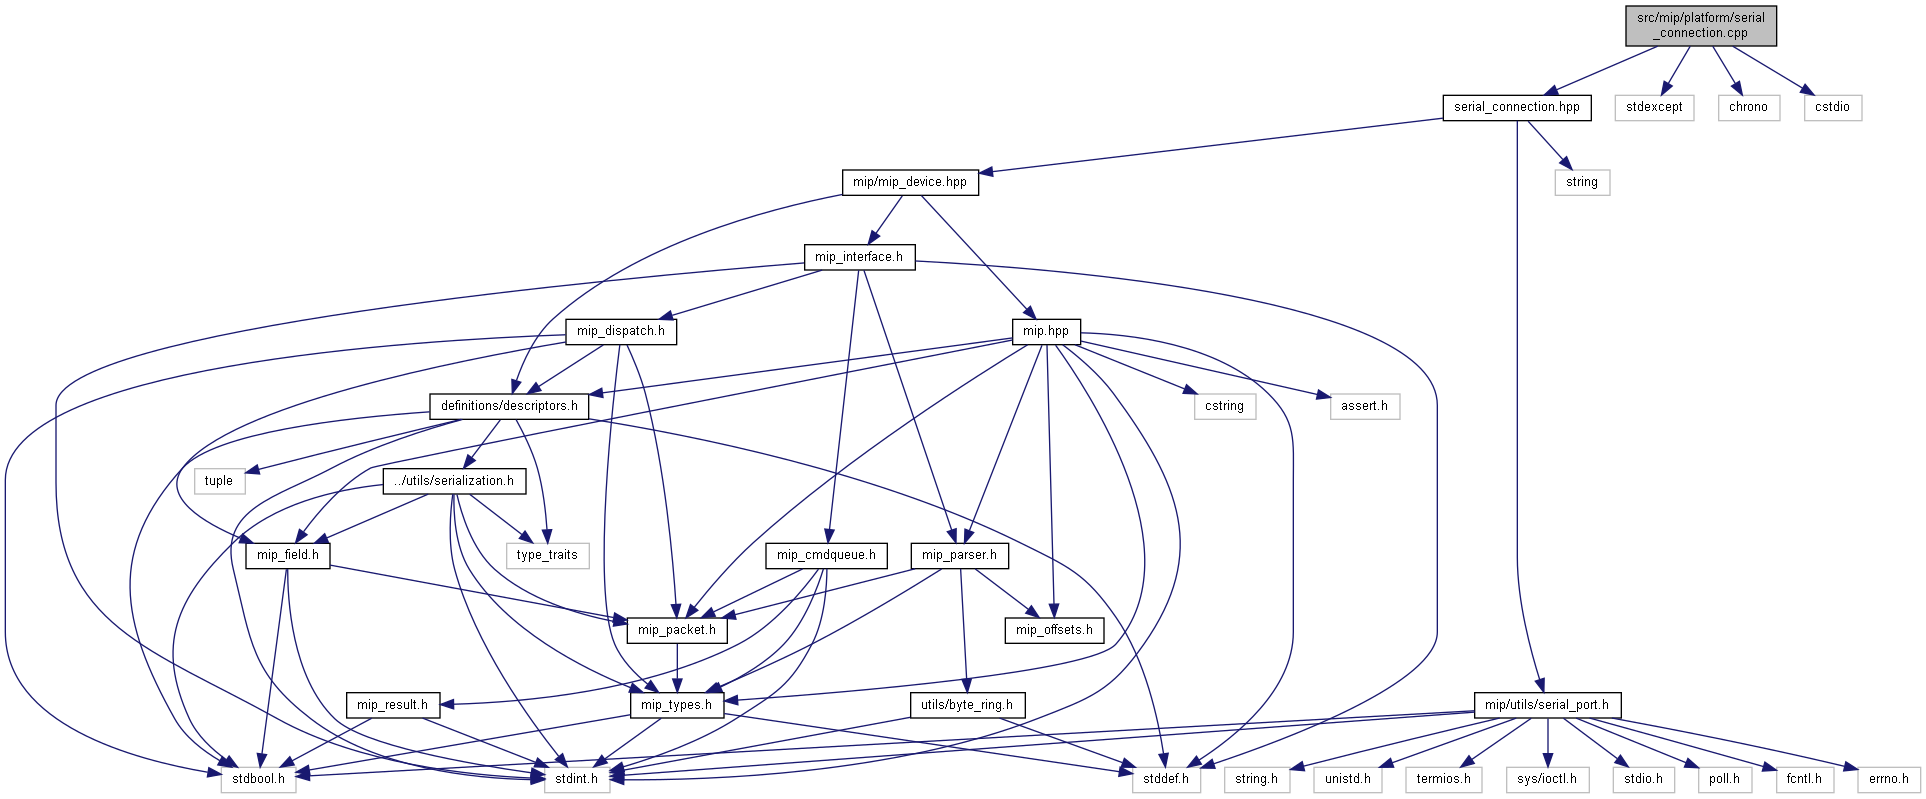 src/mip/platform/serial
_connection.cpp
serial_connection.hpp
stdexcept
chrono
cstdio
mip/mip_device.hpp
string
mip_interface.h
mip_dispatch.h
mip.hpp
definitions/descriptors.h
cstring
assert.h
tuple
../utils/serialization.h
mip_field.h
type_traits
mip_cmdqueue.h
mip_parser.h
mip_packet.h
mip_offsets.h
mip_result.h
mip_types.h
utils/byte_ring.h
mip/utils/serial_port.h
stdbool.h
stdint.h
stddef.h
string.h
unistd.h
termios.h
sys/ioctl.h
stdio.h
poll.h
fcntl.h
errno.h